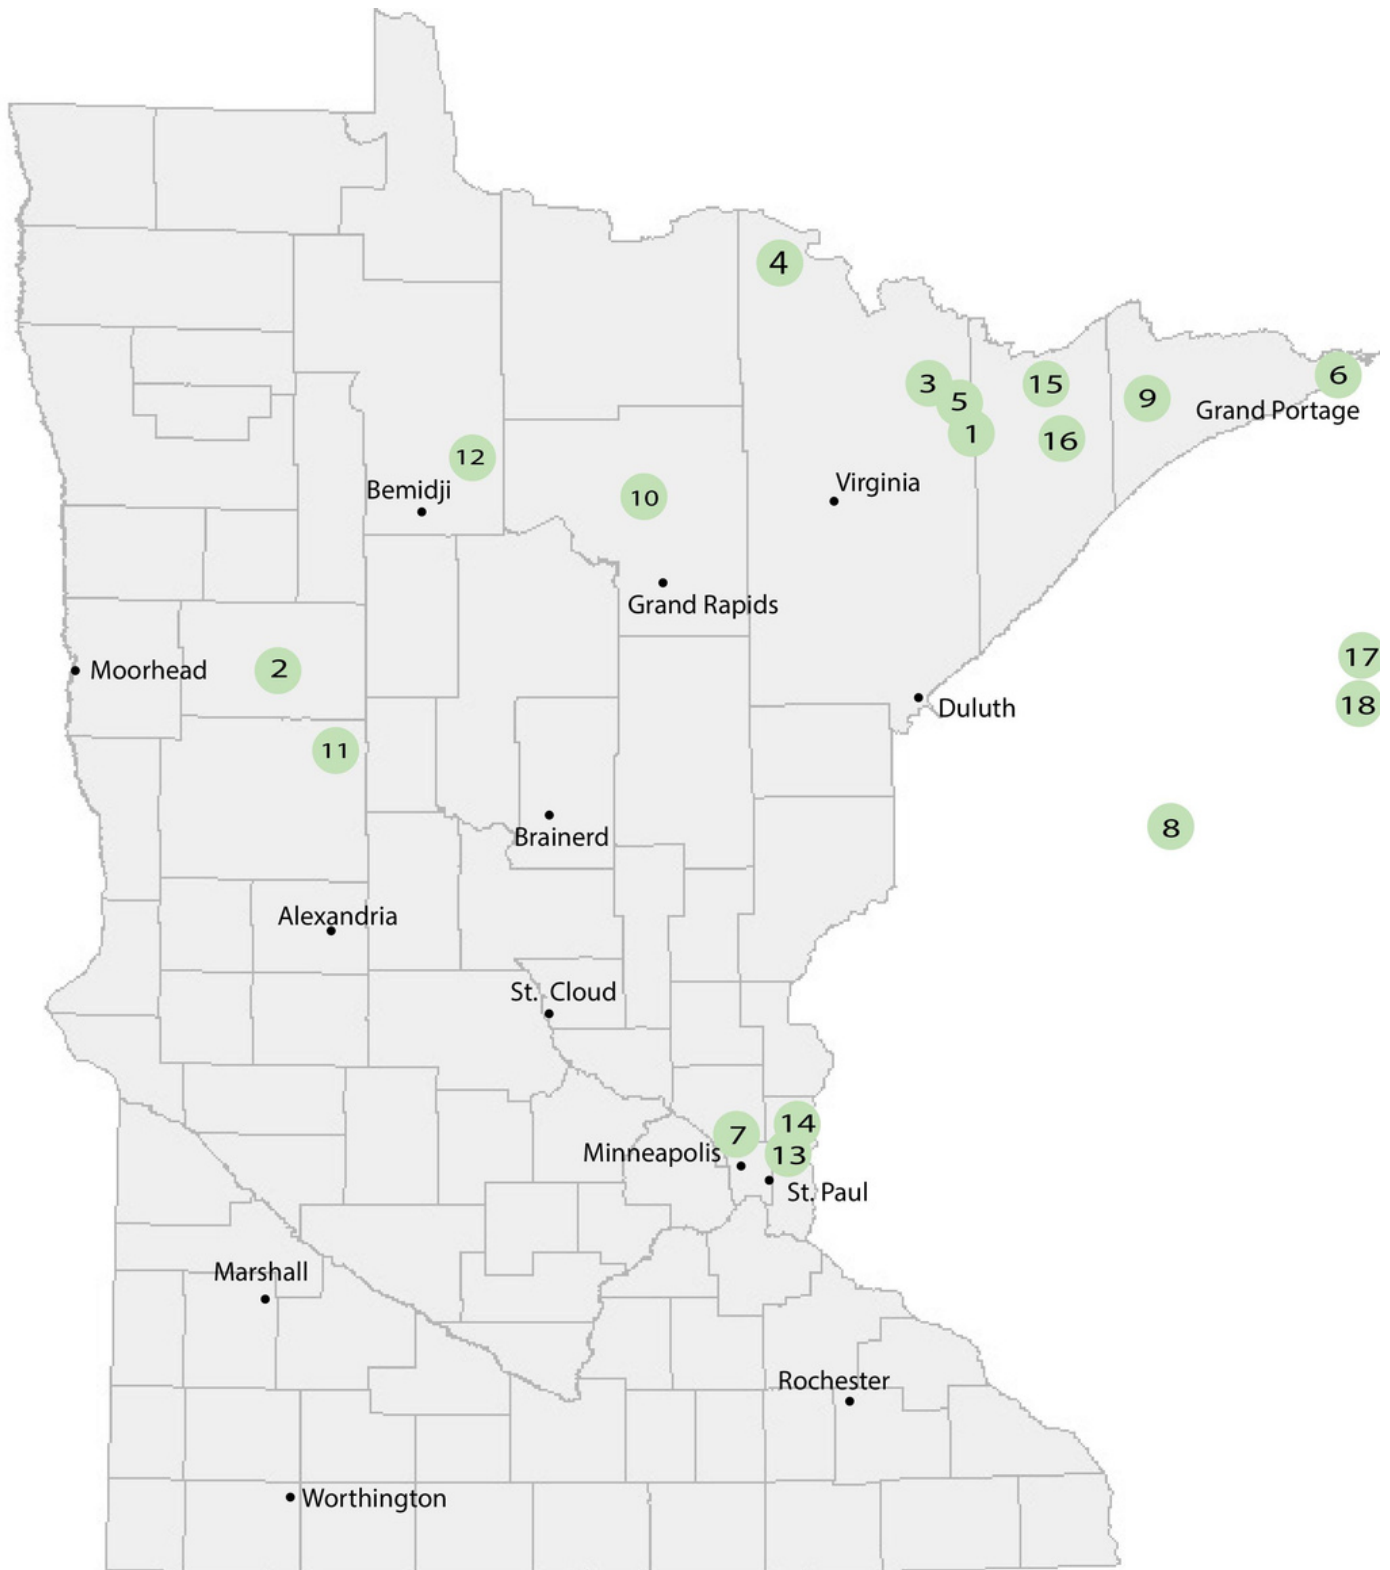 4
3
15
6
5
9
Grand Portage
1
16
12
Virginia
Bemidji
10
Grand Rapids
17
2
Moorhead
18
Duluth
11
8
Brainerd
Alexandria
St. Cloud
14
7
Minneapolis
13
St. Paul
Marshall
Rochester
Worthington